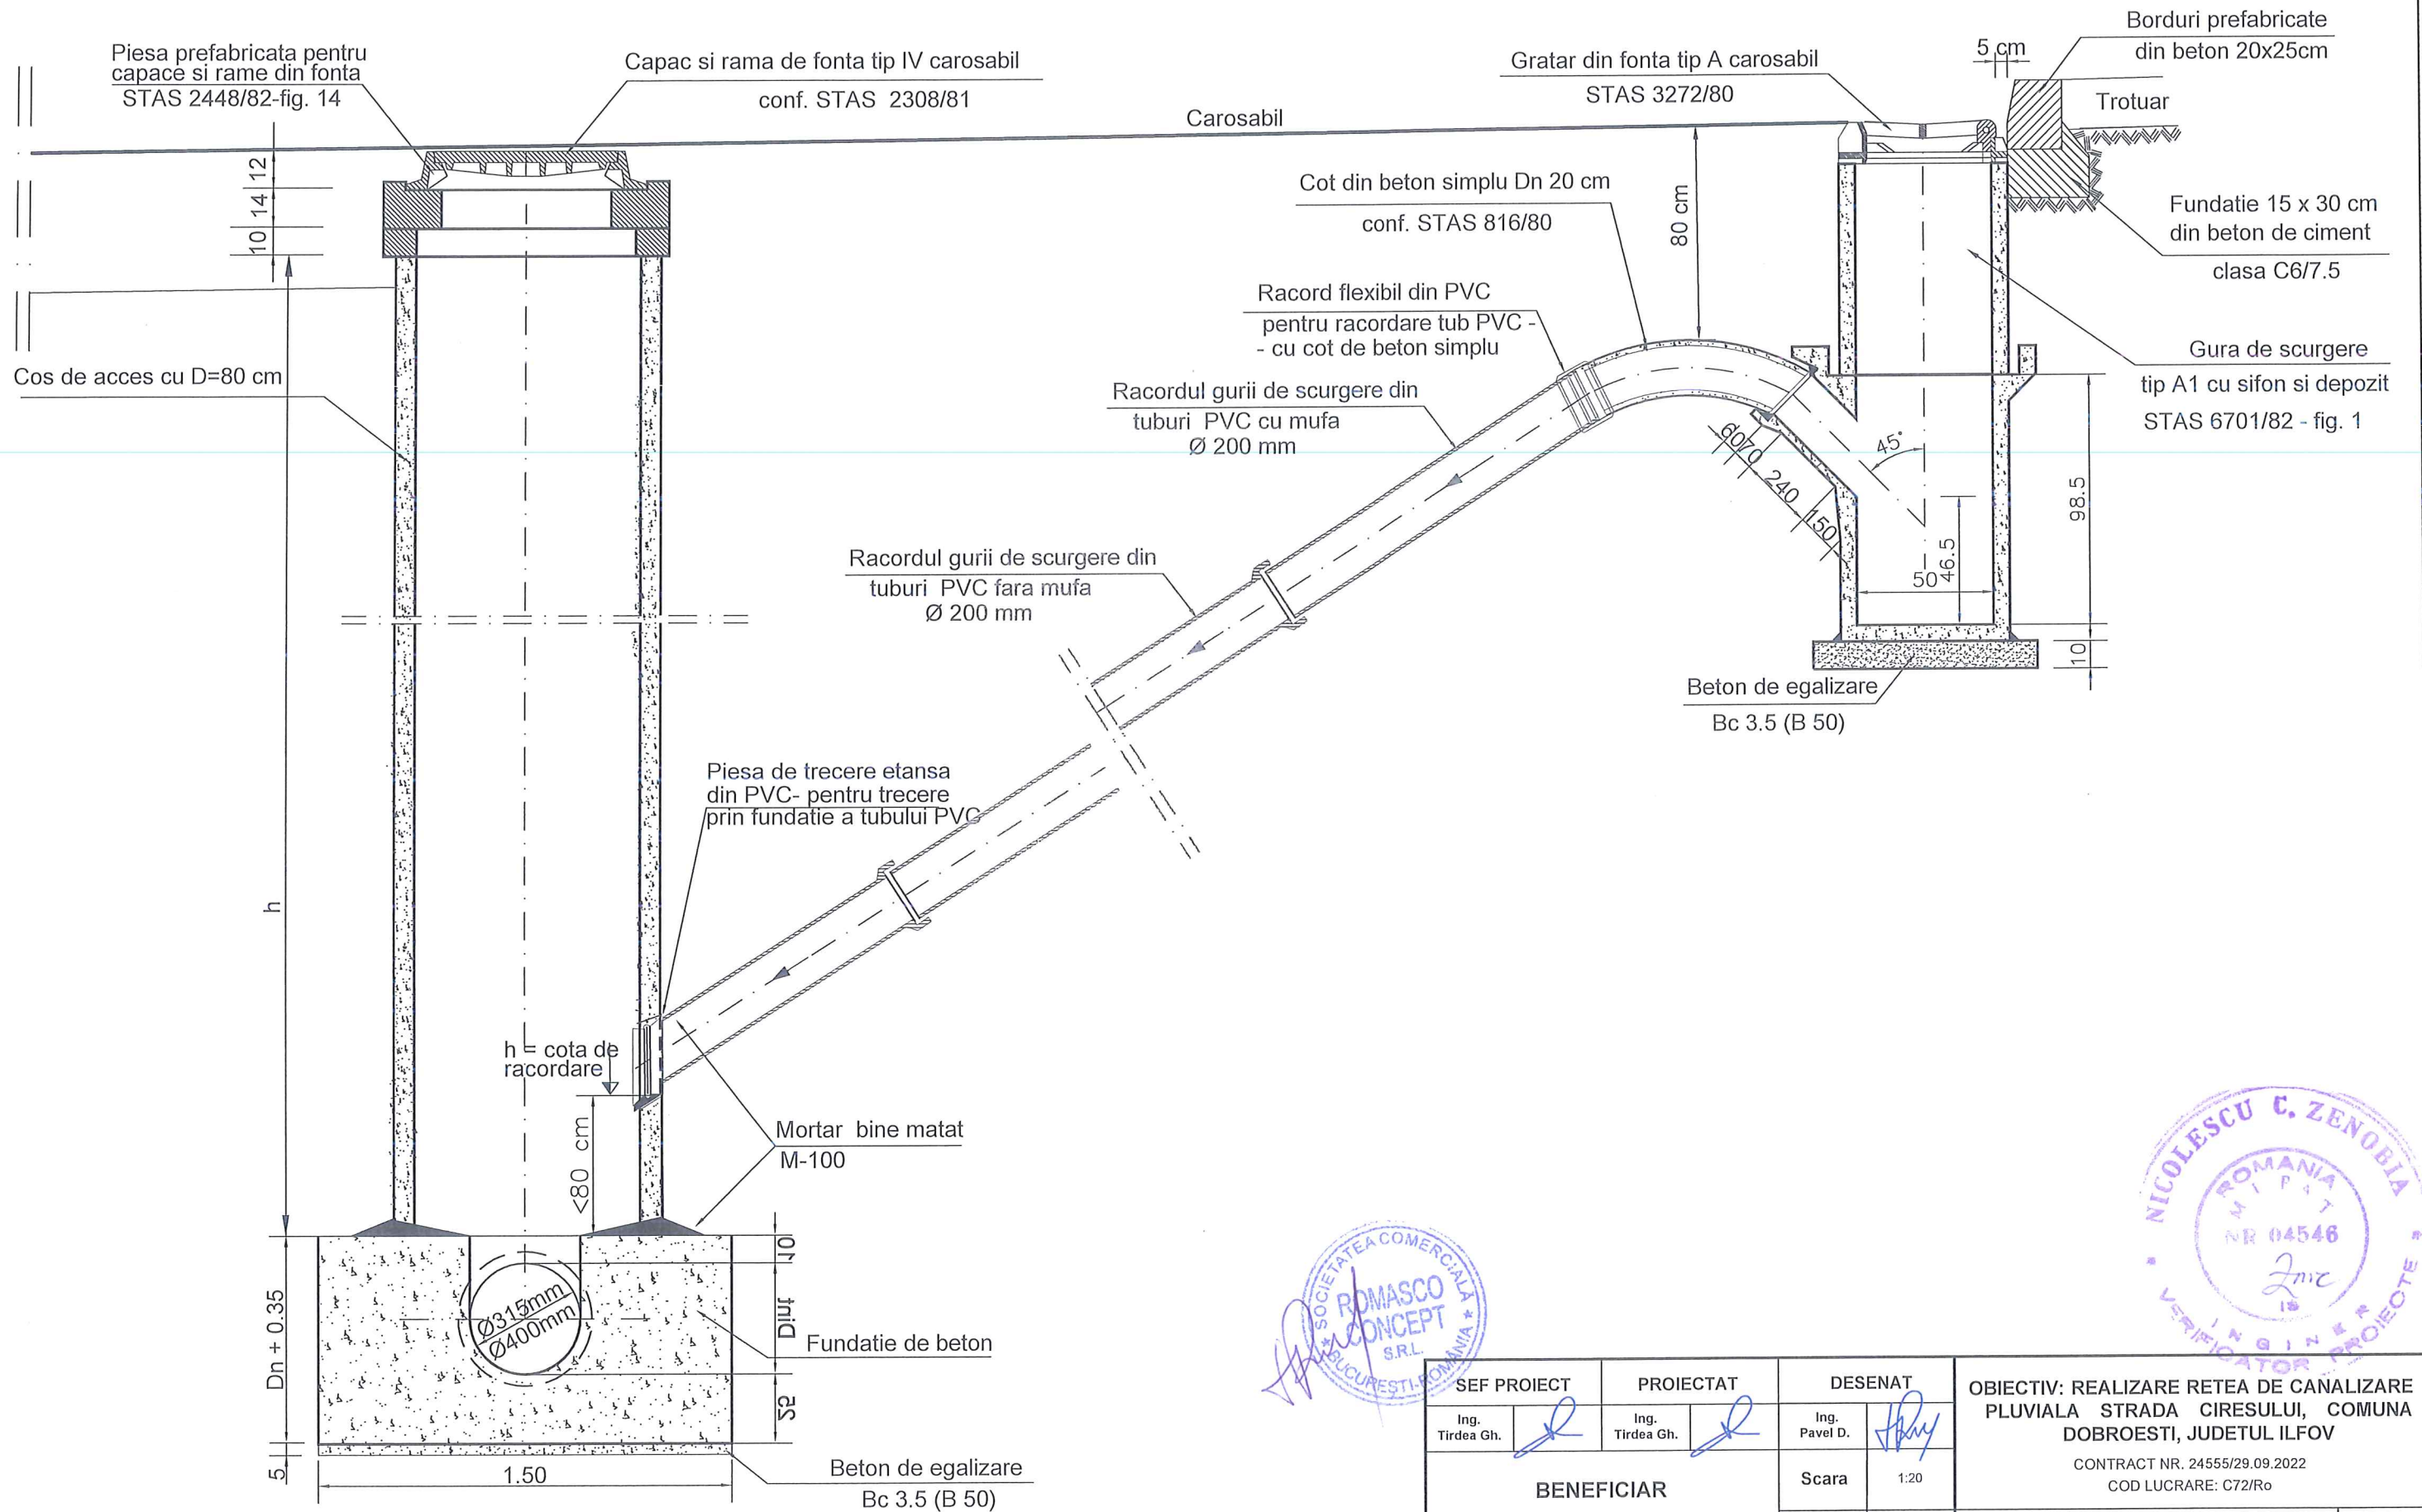 Piesa prefabricata pentru
capace si rame din fonta
STAS 2448/82-fig. 14
Capac si rama de fonta tip IV carosabil
conf. STAS 2308/81
Carosabil
Gratar din fonta tip A carosabil
STAS 3272/80
5 cm
Borduri prefabricate
din beton 20x25cm
Trotuar
12
14
10
Cot din beton simplu Dn 20 cm
conf. STAS 816/80
80 cm
Fundatie 15 x 30 cm
din beton de ciment
clasa C6/7.5
Racord flexibil din PVC
pentru racordare tub PVC -
- cu cot de beton simplu
Gura de scurgere
tip A1 cu sifon si depozit
STAS 6701/82 - fig. 1
Cos de acces cu D=80 cm
Racordul gurii de scurgere din
tuburi PVC cu mufa
Ø 200 mm
60
70
240
150
45°
98.5
46.5
50
10
Racordul gurii de scurgere din
tuburi PVC fara mufa
Ø 200 mm
Beton de egalizare
Bc 3.5 (B 50)
Piesa de trecere etansa
din PVC- pentru trecere
prin fundatie a tubului PVC
h
h = cota de
racordare
<80 cm
Mortar bine matat
M-100
Dn + 0.35
Ø315mm
Ø400mm
10
Dint
25
Fundatie de beton
5
1.50
Beton de egalizare
Bc 3.5 (B 50)
SOCIETATEA COMERCIALĂ
ROMASCO
CONCEPT
S.R.L.
BUCUREŞTI-ROMÂNIA
NICOLESCU C. ZENOBIA
ROMANIA
NR 04546
Is
INGINER
VERIFICATOR PROIECTE
SEF PROIECT
PROIECTAT
DESENAT
Ing.
Tirdea Gh.
Ing.
Tirdea Gh.
Ing.
Pavel D.
BENEFICIAR
Scara
1:20
OBIECTIV: REALIZARE RETEA DE CANALIZARE
PLUVIALA STRADA CIRESULUI, COMUNA
DOBROESTI, JUDETUL ILFOV
CONTRACT NR. 24555/29.09.2022
COD LUCRARE: C72/Ro